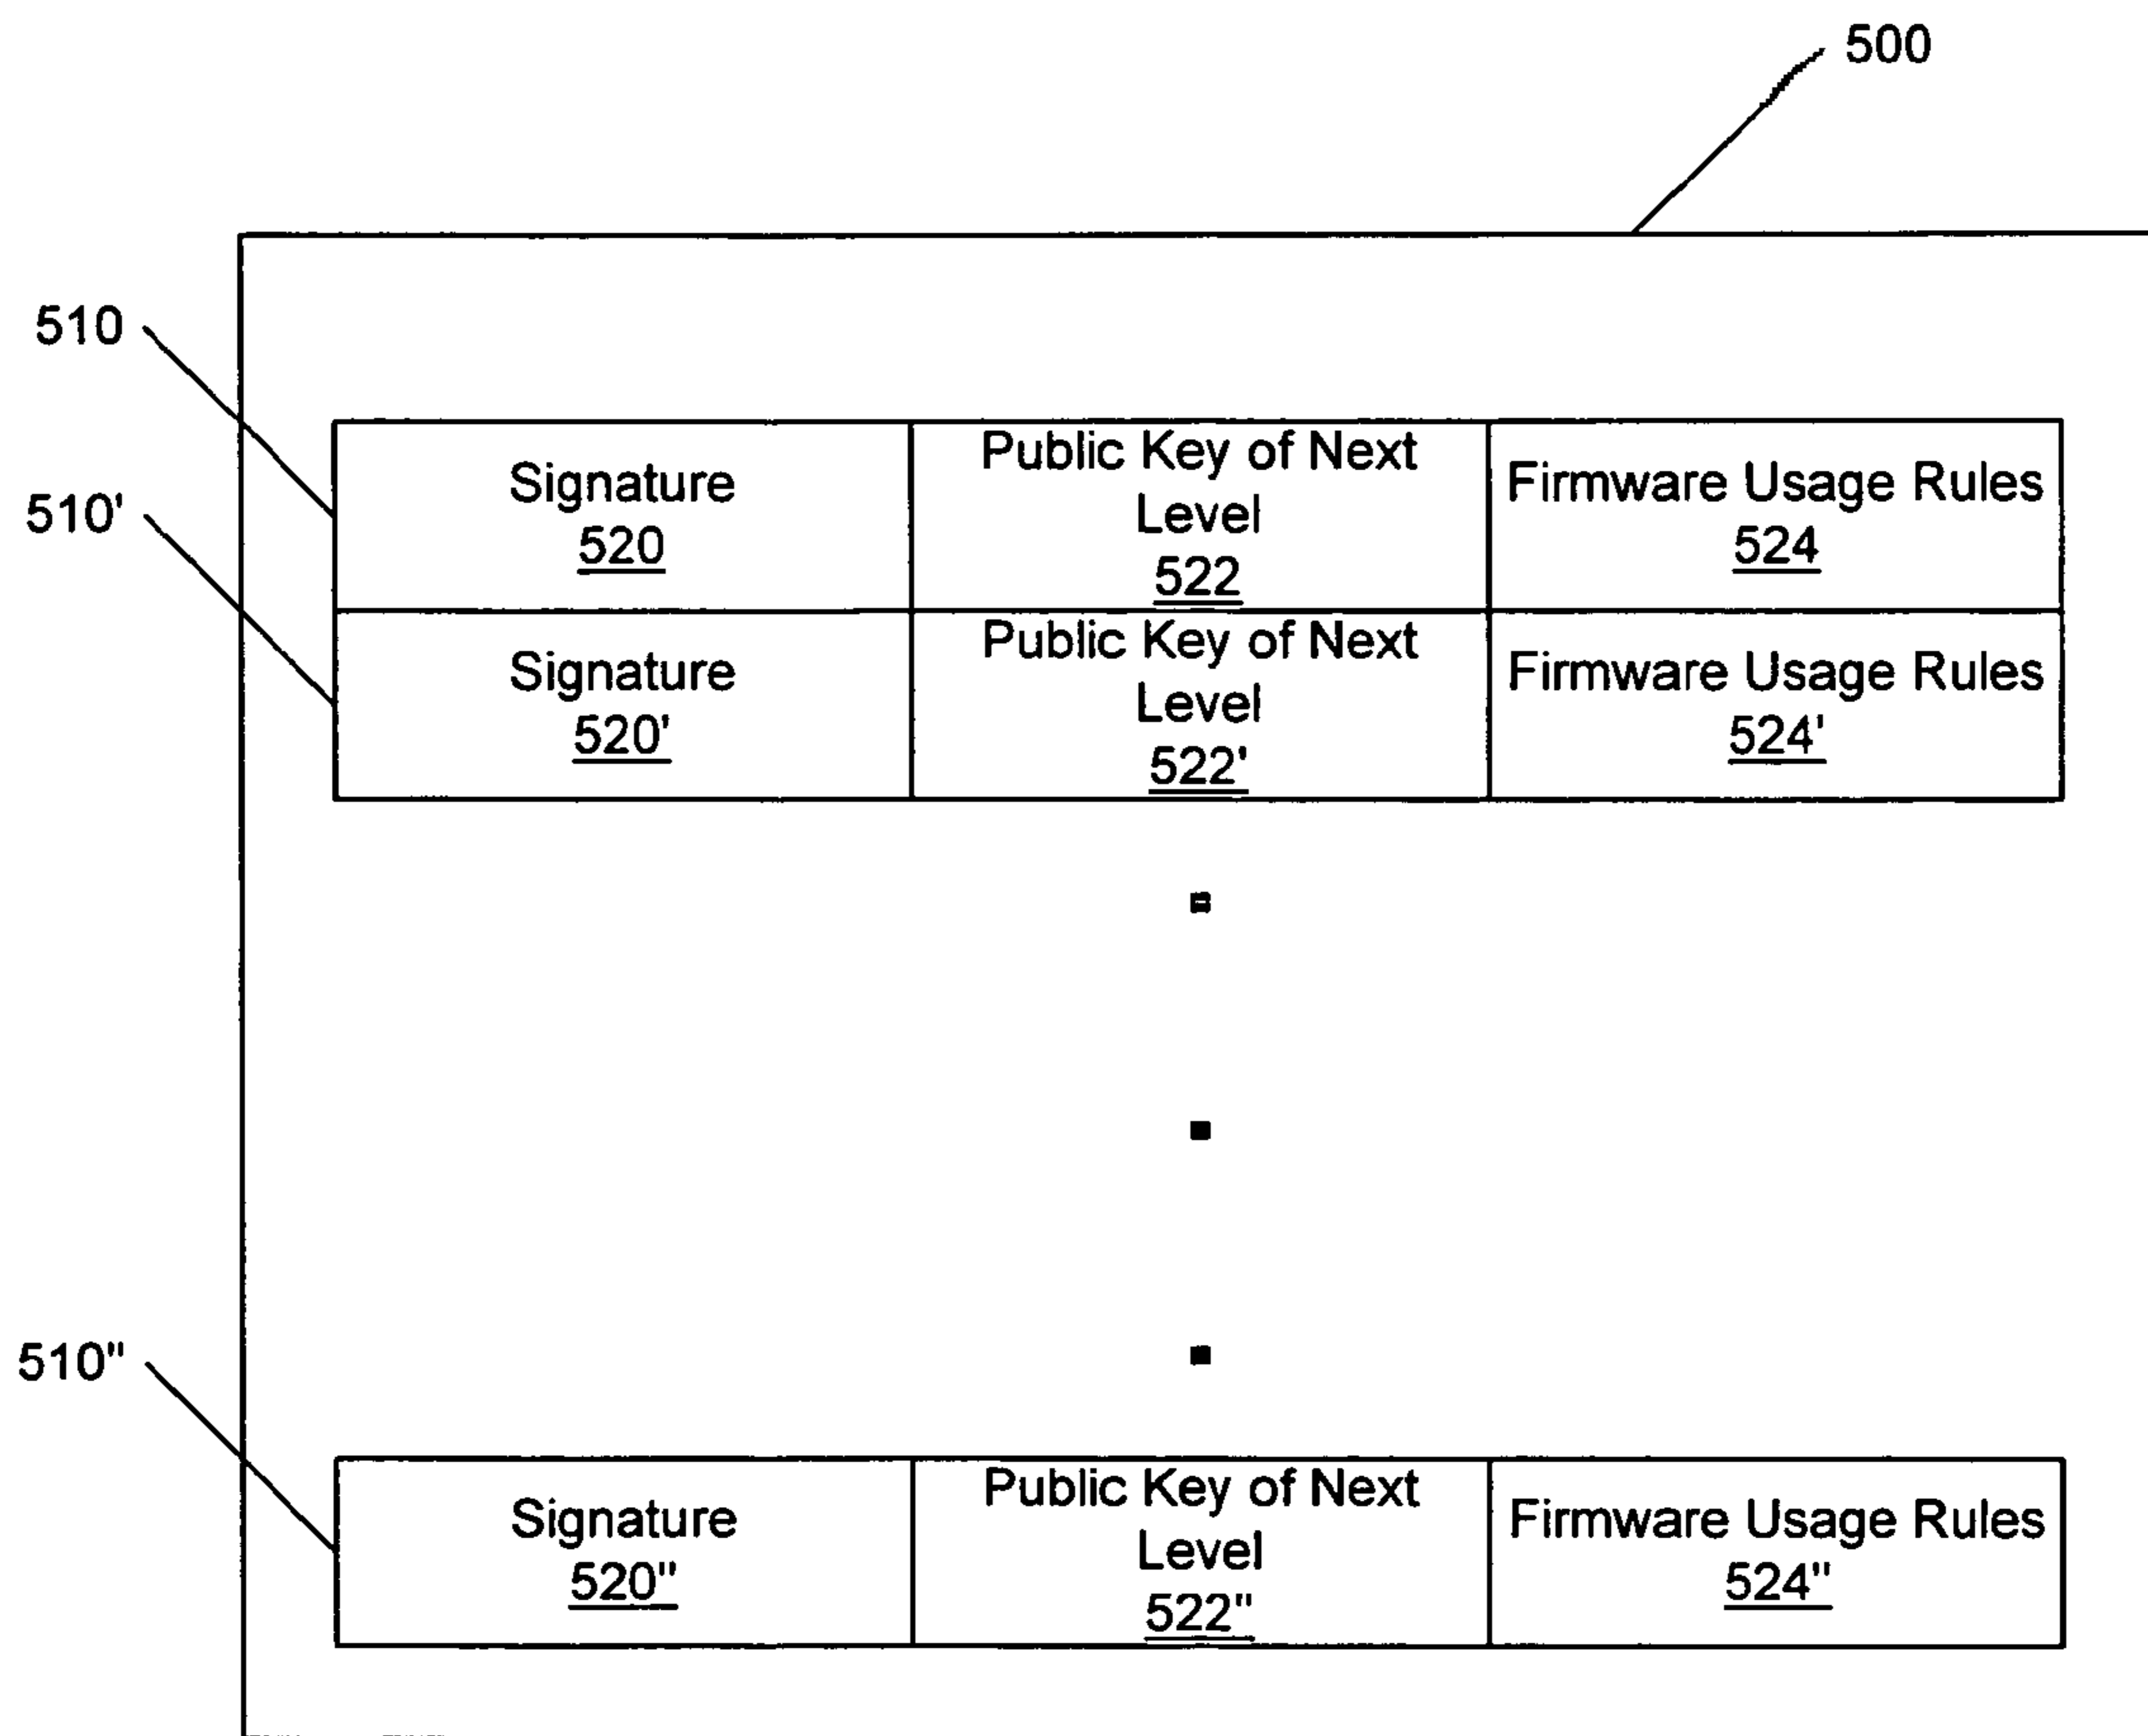 500
510
Signature
520
Public Key of Next
Level
522
Firmware Usage Rules
524
510'
Signature
520'
Public Key of Next
Level
522'
Firmware Usage Rules
524'
510"
Signature
520"
Public Key of Next
Level
522"
Firmware Usage Rules
524"